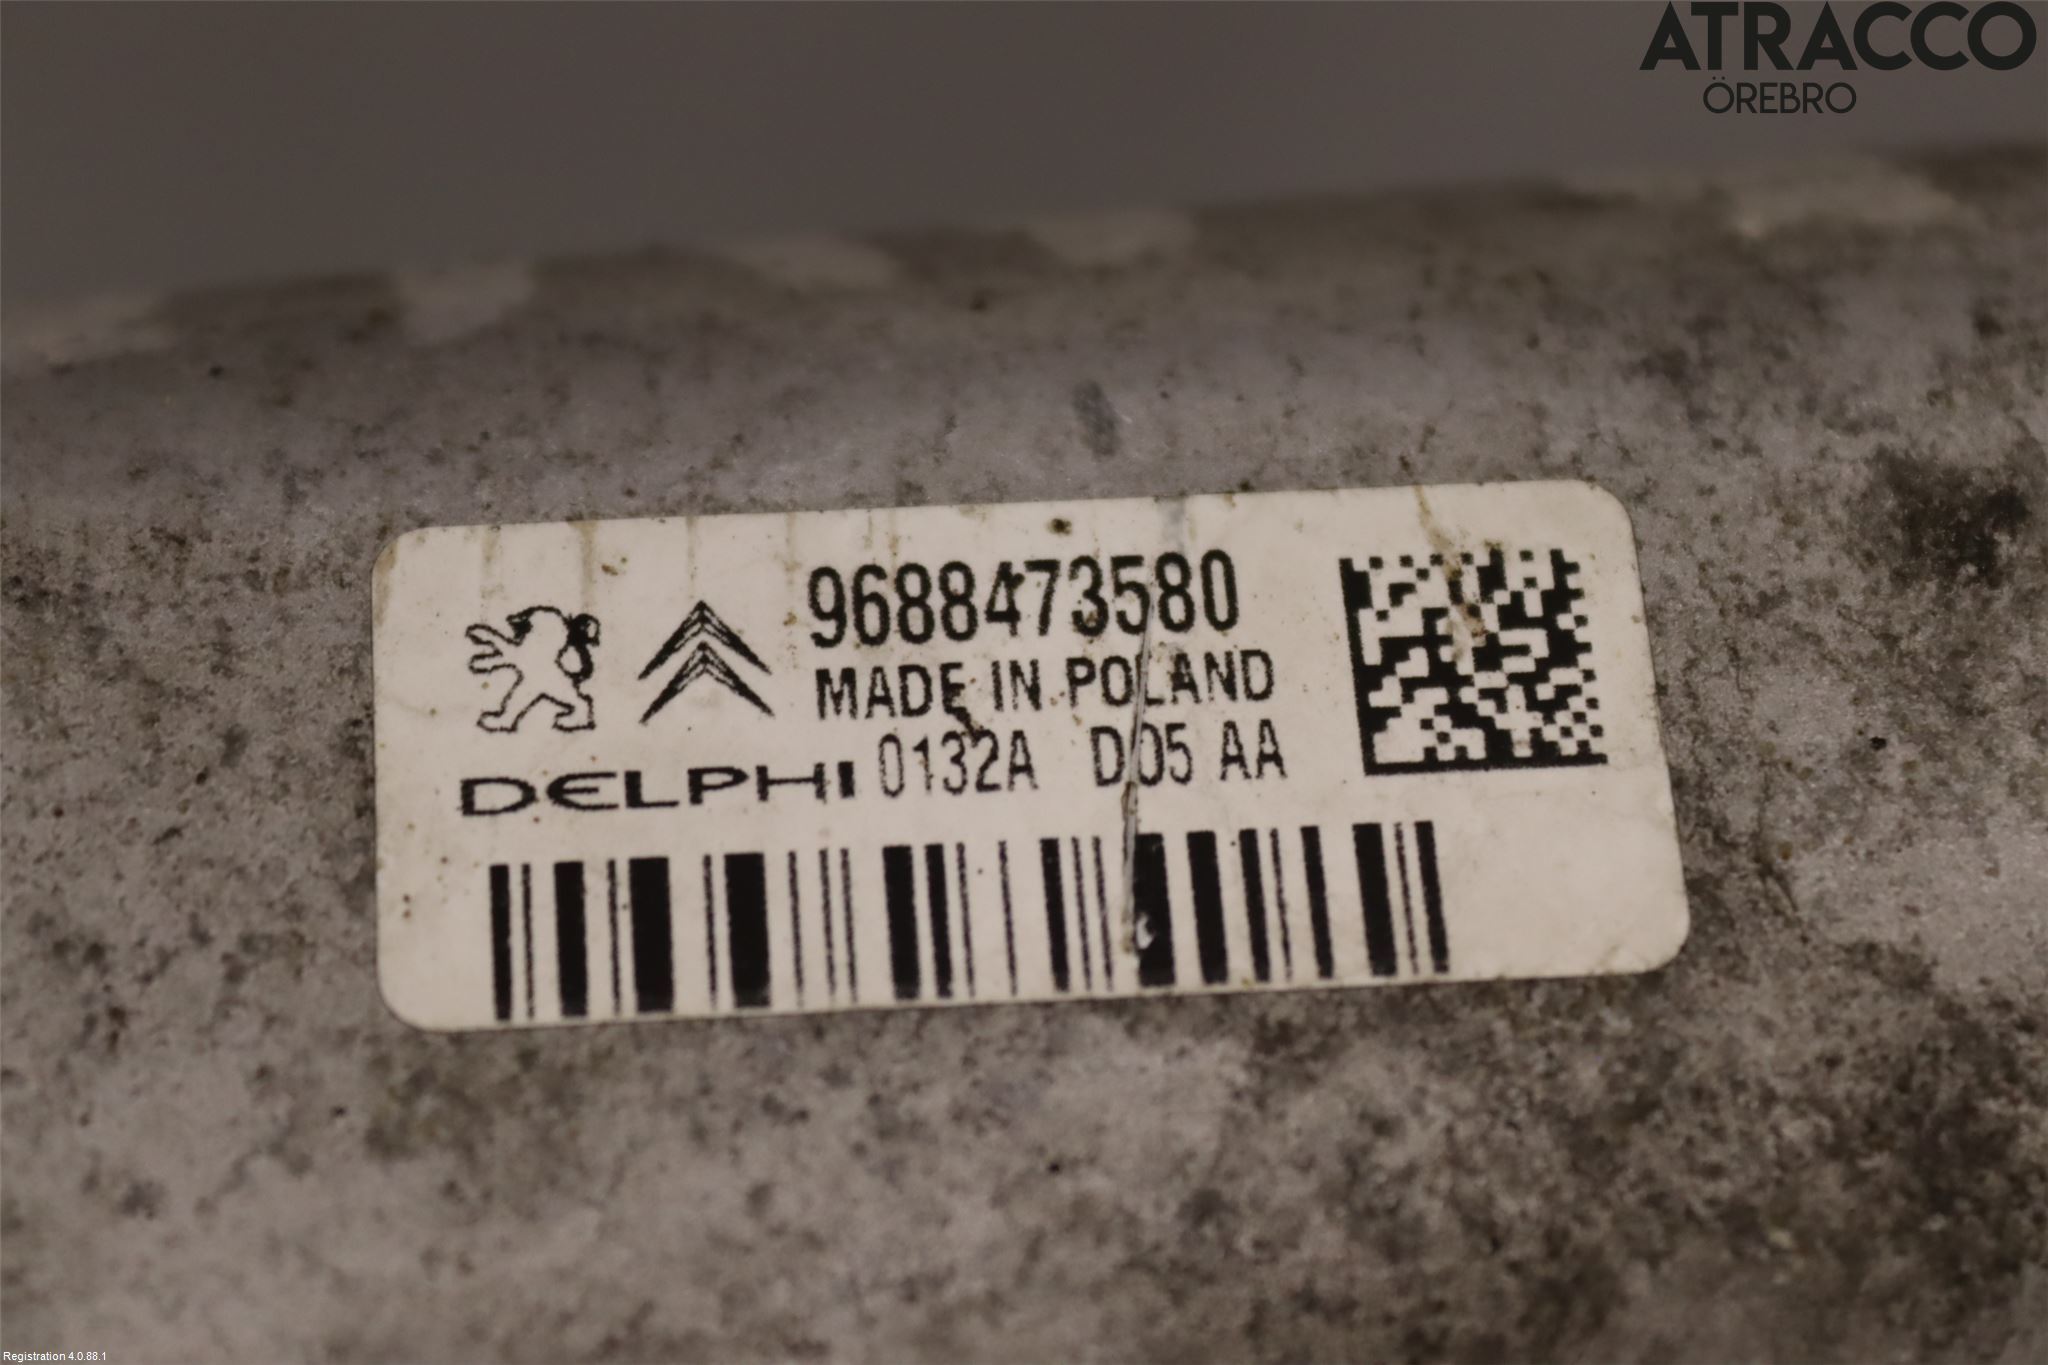 ATRACCO
ÖREBRO
9688473580
MADE IN POLAND
DELPHI 0132A D05 AA
Registration 4.0.88.1